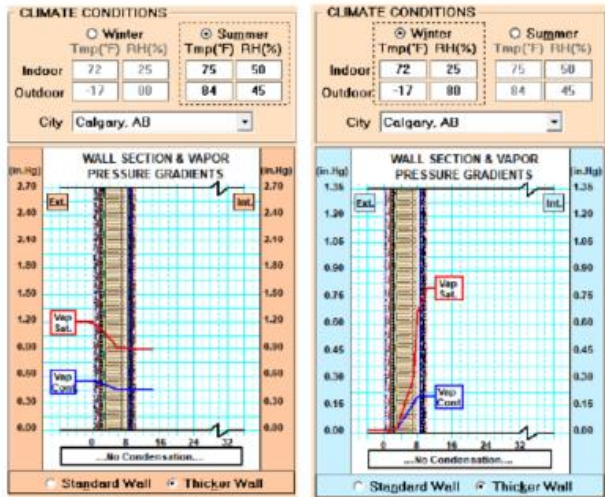 CLIMATE CONDITIONS
Winter Summer
Tmp(°F) RH(%) Tmp(°F) RH(%)
Indoor 72 25 75 50
Outdoor -17 80 84 45
City Calgary, AB
(in.Hg) WALL SECTION & VAPOR (in.Hg)
PRESSURE GRADIENTS
2.70 2.70
Ext. Int.
2.40 2.40
2.10 2.10
1.80 1.80
1.50 1.50
1.20 1.20
Vap
Sat.
0.90 0.90
0.60 0.60
Vap
Cont
0.30 0.30
0.00 0.00
0 8 16 24 32
...No Condensation....
Standard Wall Thicker Wall
CLIMATE CONDITIONS
Winter Summer
Tmp(°F) RH(%) Tmp(°F) RH(%)
Indoor 72 25 75 50
Outdoor -17 80 84 45
City Calgary, AB
(in.Hg) WALL SECTION & VAPOR (in.Hg)
PRESSURE GRADIENTS
1.35 1.35
Ext. Int.
1.20 1.20
1.05 1.05
0.90 0.90
Vap
Sat.
0.75 0.75
0.60 0.60
0.45 0.45
0.30 0.30
Vap
Cont
0.15 0.15
0.00 0.00
0 8 16 24 32
...No Condensation....
Standard Wall Thicker Wall